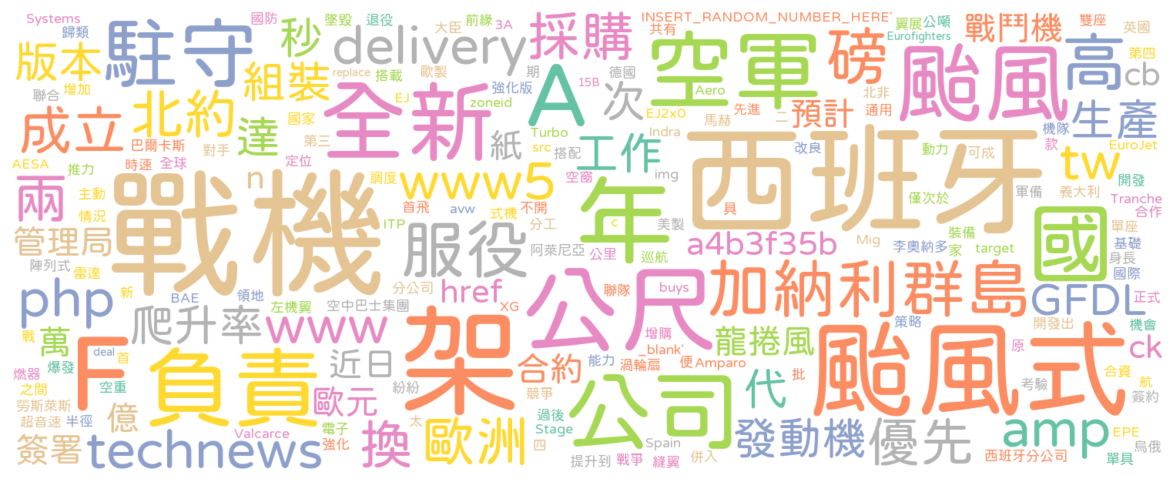 Systems 國防 墜毀 退役 大臣 前緣 3A INSERT_RANDOM_NUMBER_HERE' 雙座 英國
歸類 駐守 秒 delivery 採購 共有 翼展 公噸 Eurofighters 戰鬥機 第四
版本 組裝 replace 搭載 歐製 期 德國 空軍 磅 颱風 高 cb
聯合 增加 北約 國家 EJ 強化版 zoneid A 15B 次 Aero 先進 北非 通用
成立 達 對手 第三 全新 EJ2x0 馬赫 二 預計 機隊 生產
巴爾卡斯 Turbo Indra 改良 動力 款 EuroJet
AESA 推力 時速 全球 定位 紙 src 搭配 工作 可成 tw 開發
兩 主動 n 調度 www5 空窗 img 西班牙 僅次於 軍備 義大利 Tranche
情況 戰機 首飛 avw 式機 不開 年 c 具 裝備 國 合作
管理局 ITP 服役 分工 美製 a4b3f35b Mig 李奧納多 家 target 單座
陣列式 雷達 阿萊尼亞 公里 巡航 基礎 身長
php 新 BAE 分公司 領地 href 公尺 聯隊 buys 加納利群島 GFDL 國際 正式
爬升率 左機翼 空中巴士集團 XG
戰 萬 deal 首 www 架 增購 策略 開發出 機會
爆發 F 負責 近日 合約 能力 _blank' 龍捲風 颱風式 原 ck
燃器 之間 空重 紛紛 渦輪扇 便 Amparo 批 考驗 合資 航
勞斯萊斯 億 歐元 競爭 公司 代 簽約
超音速 半徑 Valcarce 電子 太 過後 amp
簽署 technews 強化 換 歐洲 四 Stage Spain 發動機 優先 EPE 烏俄
提升到 戰爭 縫翼 併入 西班牙分公司 單具